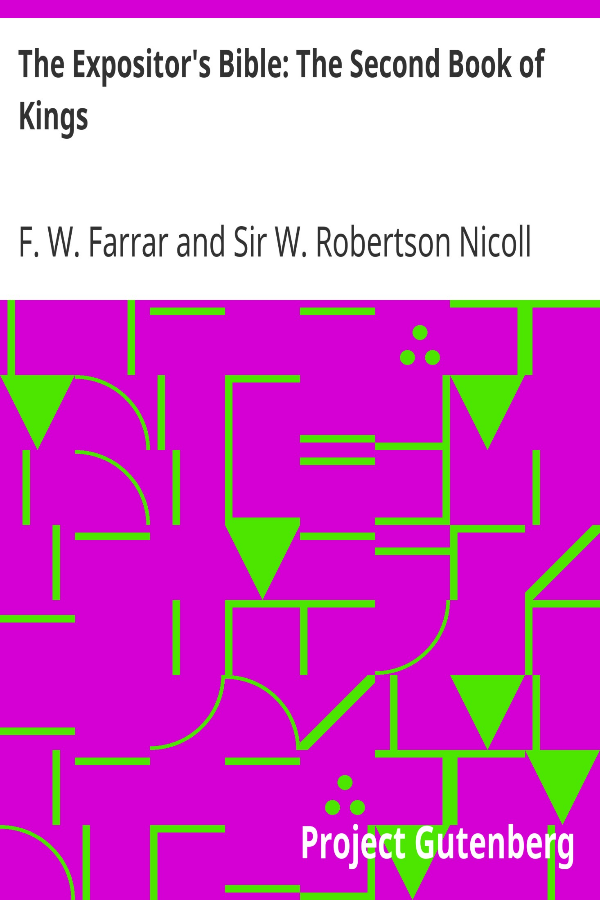 The Expositor's Bible: The Second Book of
Kings
F. W. Farrar and Sir W. Robertson Nicoll
Project Gutenberg